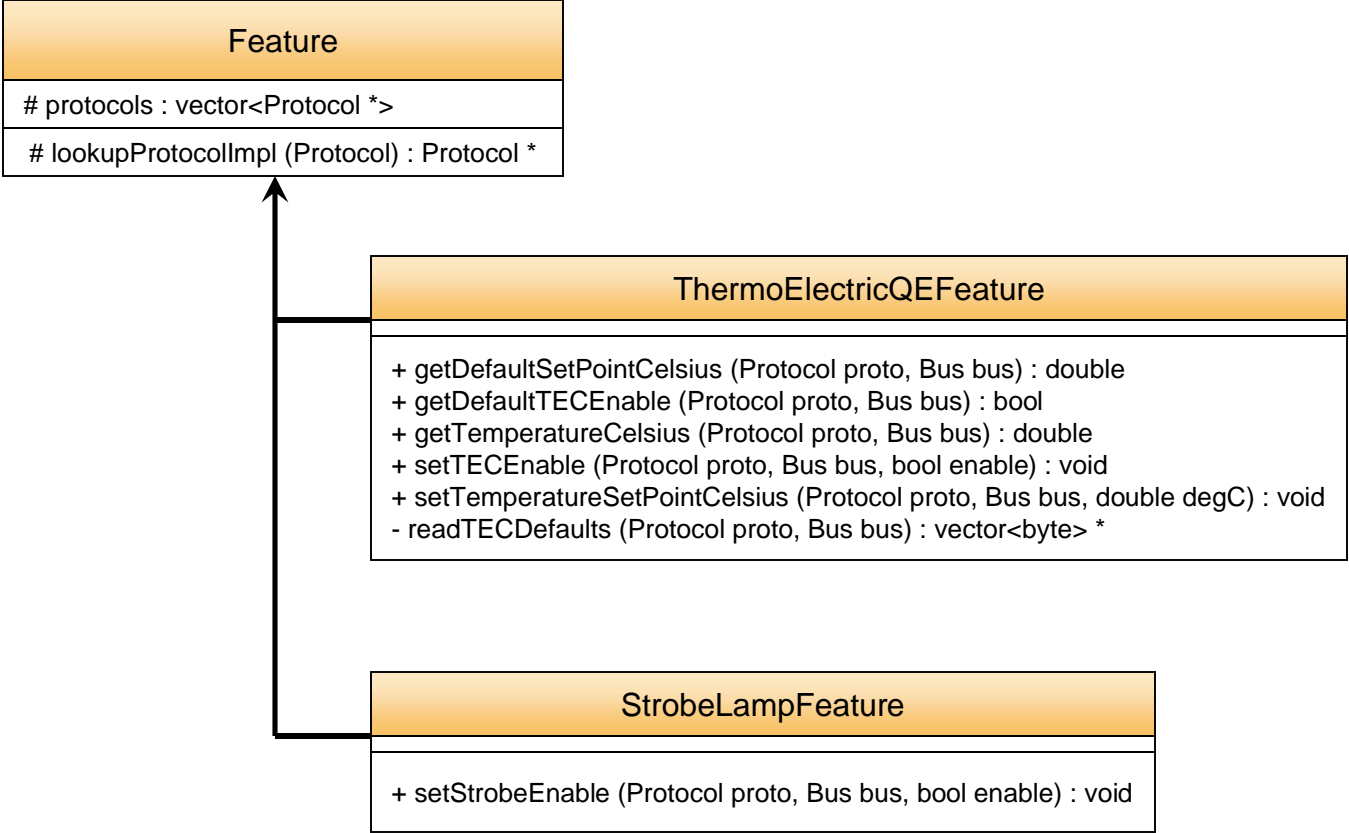 Feature
# protocols : vector<Protocol *>
# lookupProtocolImpl (Protocol) : Protocol *
ThermoElectricQEFeature
+ getDefaultSetPointCelsius (Protocol proto, Bus bus) : double
+ getDefaultTECEnable (Protocol proto, Bus bus) : bool
+ getTemperatureCelsius (Protocol proto, Bus bus) : double
+ setTECEnable (Protocol proto, Bus bus, bool enable) : void
+ setTemperatureSetPointCelsius (Protocol proto, Bus bus, double degC) : void
- readTECDefaults (Protocol proto, Bus bus) : vector<byte> *
StrobeLampFeature
+ setStrobeEnable (Protocol proto, Bus bus, bool enable) : void